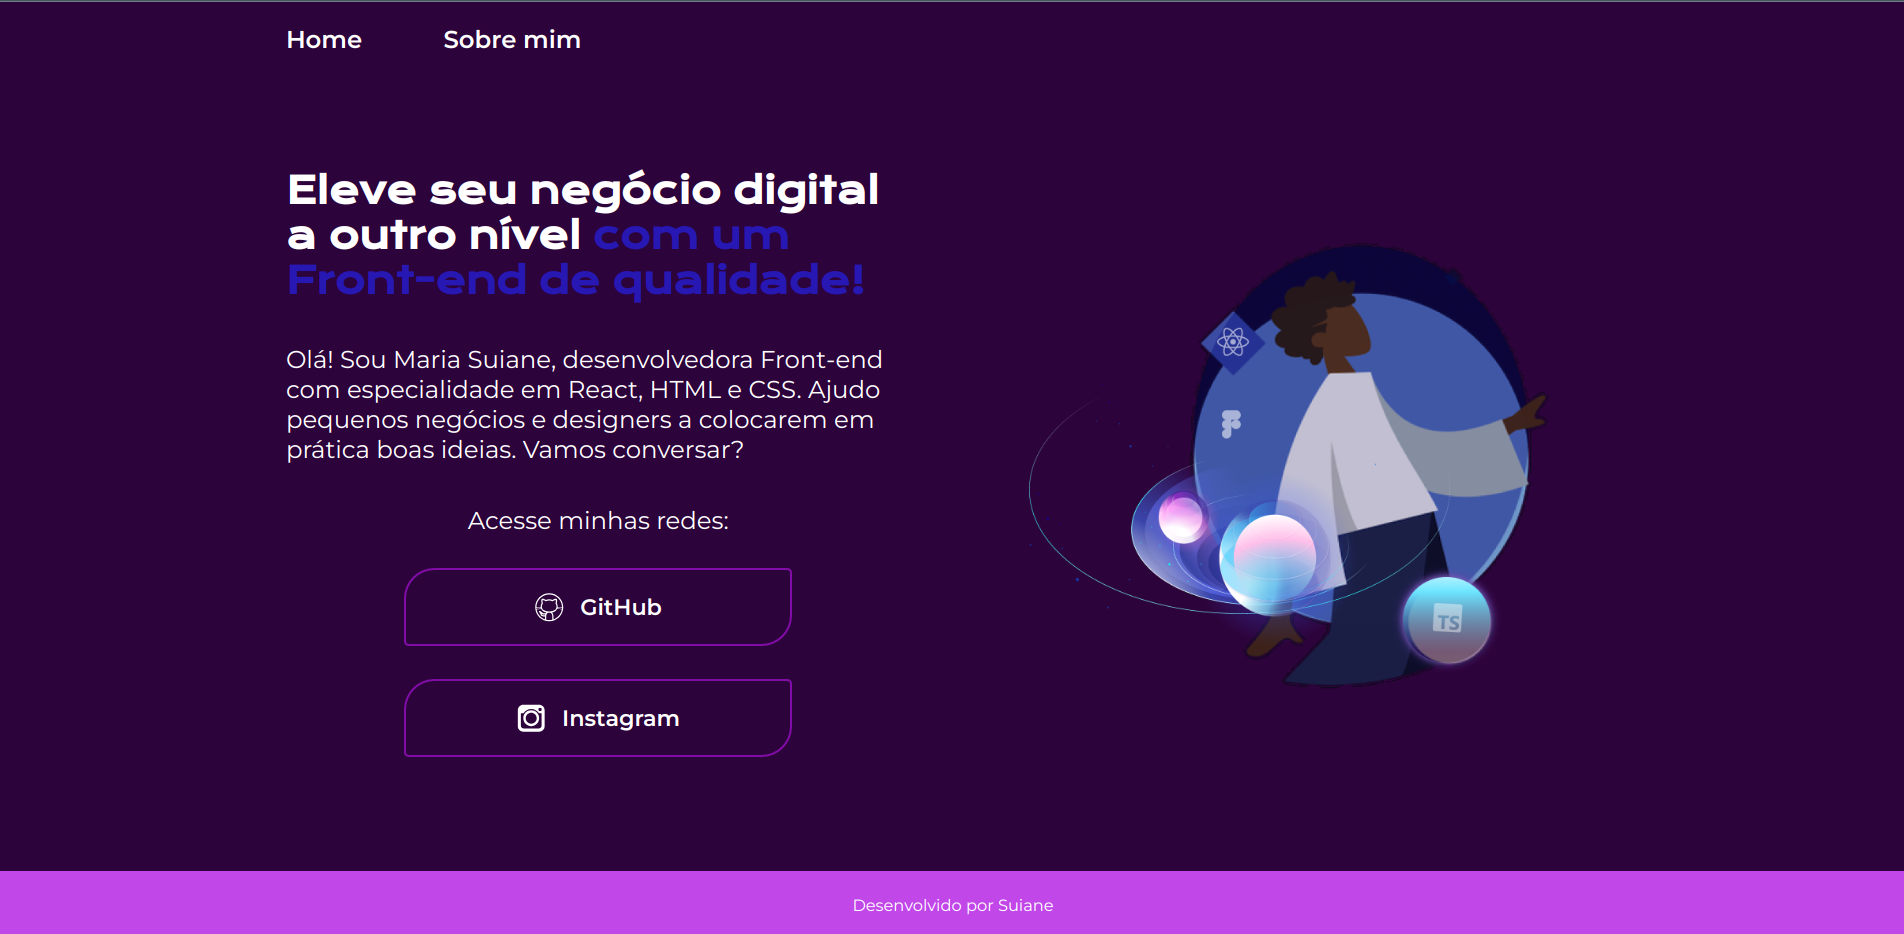 Home Sobre mim
Eleve seu negócio digital
a outro nível com um
Front-end de qualidade!
Olá! Sou Maria Suiane, desenvolvedora Front-end
com especialidade em React, HTML e CSS. Ajudo
pequenos negócios e designers a colocarem em
prática boas ideias. Vamos conversar?
Acesse minhas redes:
GitHub
Instagram
TS
Desenvolvido por Suiane